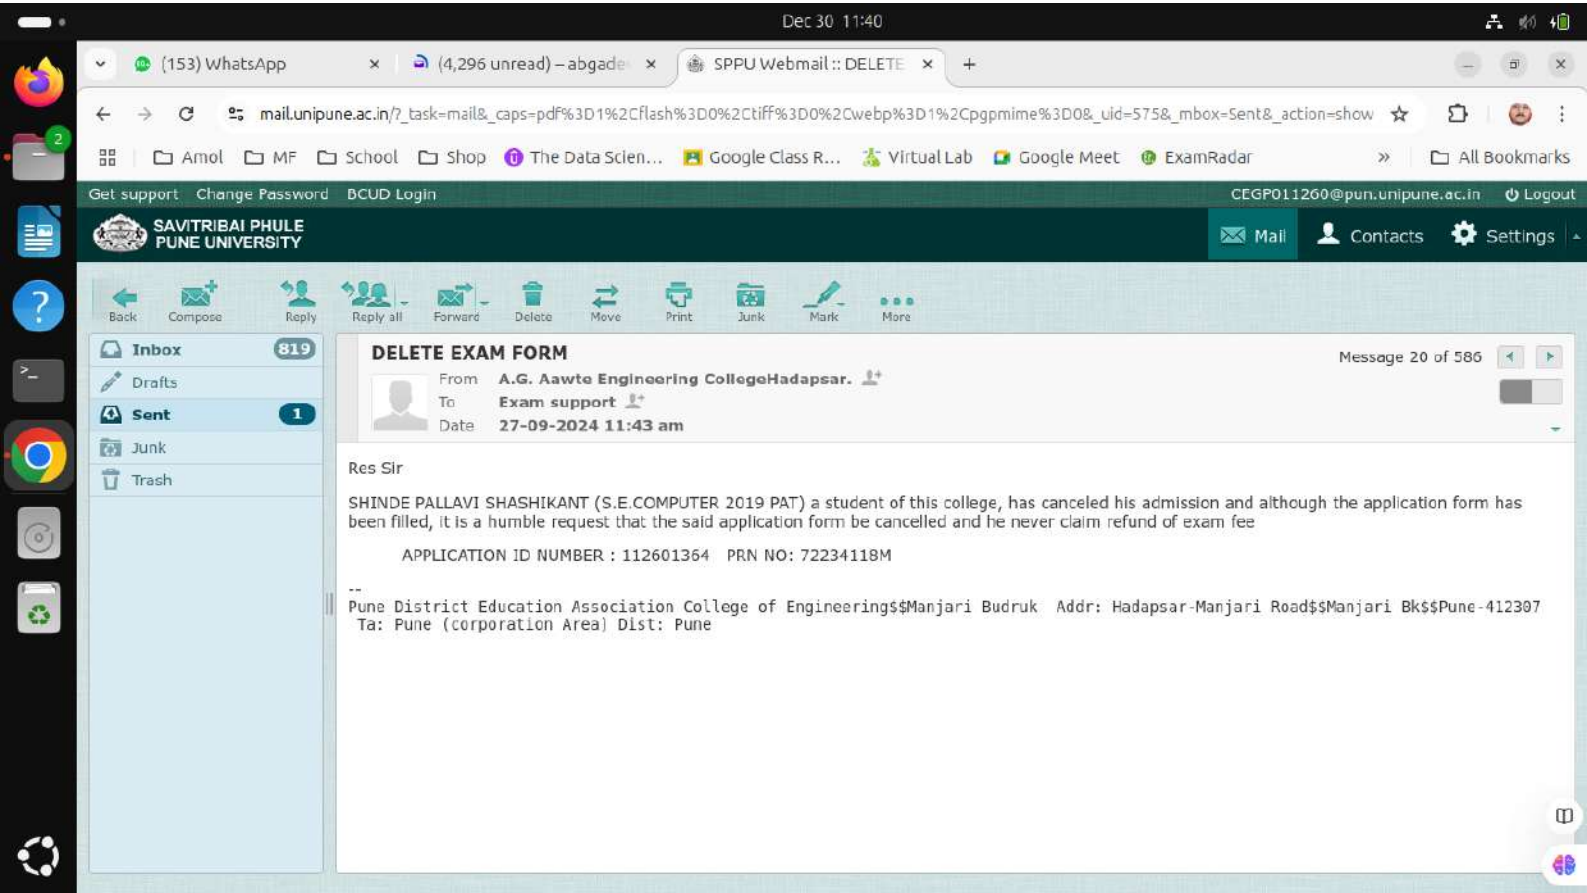 Dec 30 11:40
(153) WhatsApp
(4,296 unread) – abgade
SPPU Webmail :: DELETE
mail.unipune.ac.in/?_task=mail&_caps=pdf%3D1%2Cflash%3D0%2Ctiff%3D0%2Cwebp%3D1%2Cpgpmime%3D0&_uid=575&_mbox=Sent&_action=show
2
Amol MF School Shop The Data Scien... Google Class R... Virtual Lab Google Meet ExamRadar » All Bookmarks
Get support Change Password BCUD Login CEGP011260@pun.unipune.ac.in Logout
SAVITRIBAI PHULE
PUNE UNIVERSITY
Mail Contacts Settings
Back Compose Reply Reply all Forward Delete Move Print Junk Mark More
Inbox 819
Drafts
Sent 1
Junk
Trash
DELETE EXAM FORM
Message 20 of 586
From A.G. Aawte Engineering CollegeHadapsar.
To Exam support
Date 27-09-2024 11:43 am
Res Sir
SHINDE PALLAVI SHASHIKANT (S.E.COMPUTER 2019 PAT) a student of this college, has canceled his admission and although the application form has
been filled, it is a humble request that the said application form be cancelled and he never claim refund of exam fee
APPLICATION ID NUMBER : 112601364 PRN NO: 72234118M
--
Pune District Education Association College of Engineering$$Manjari Budruk Addr: Hadapsar-Manjari Road$$Manjari Bk$$Pune-412307
Ta: Pune (corporation Area) Dist: Pune